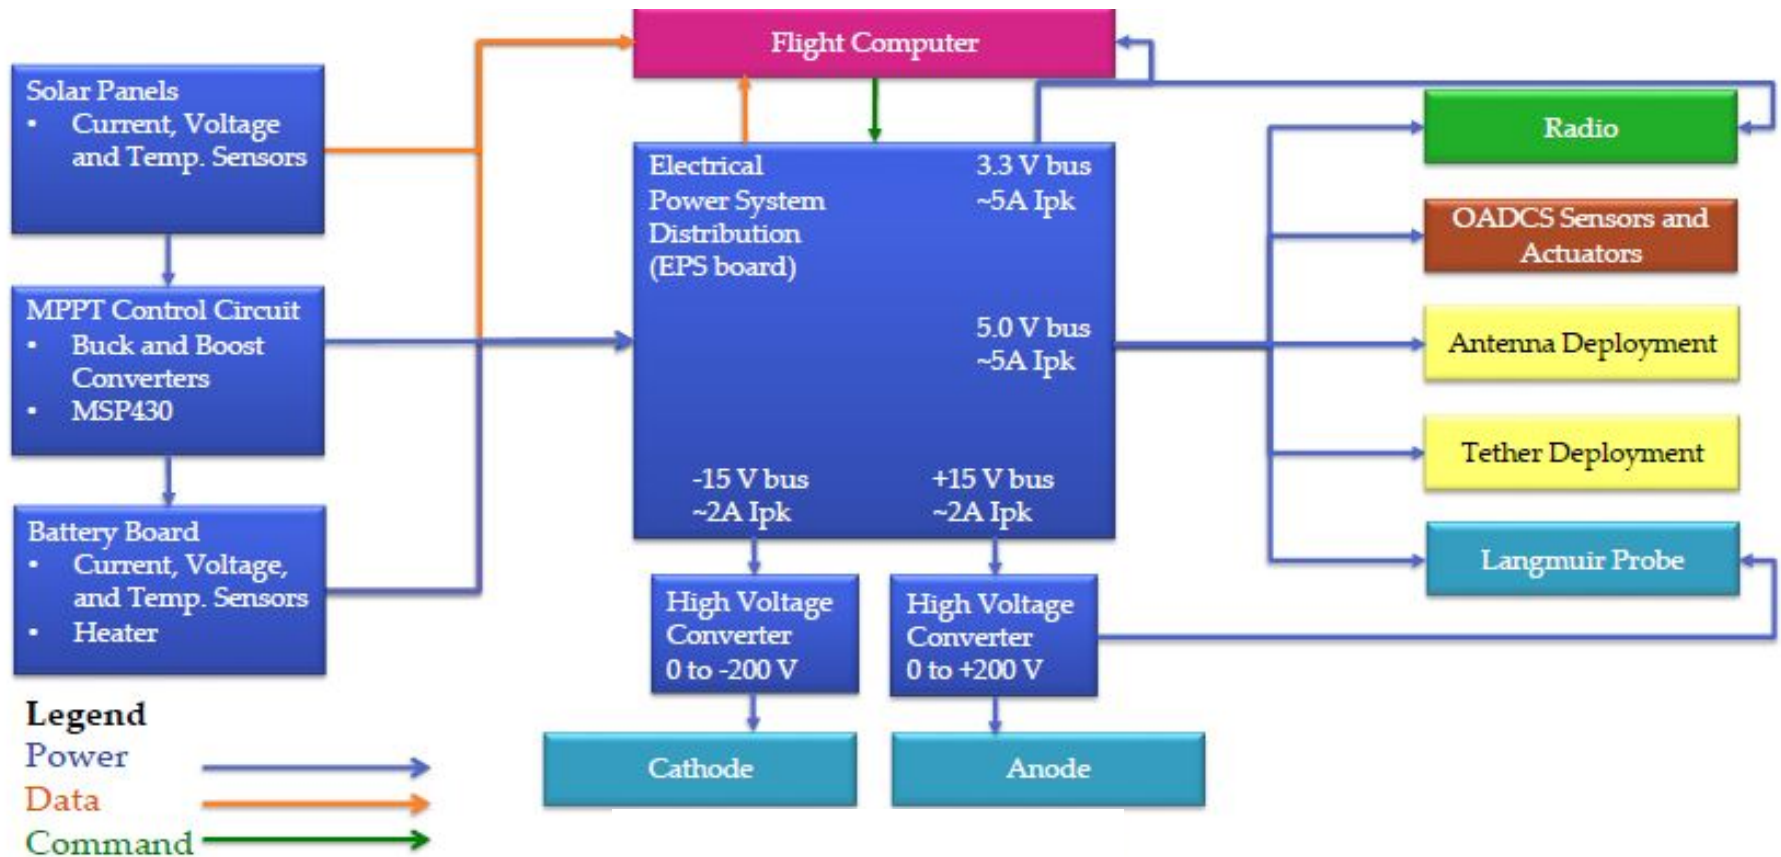 Flight Computer
Solar Panels
• Current, Voltage
and Temp. Sensors
MPPT Control Circuit
• Buck and Boost
Converters
• MSP430
Battery Board
• Current, Voltage,
and Temp. Sensors
• Heater
Electrical
Power System
Distribution
(EPS board)
3.3 V bus
~5A Ipk
5.0 V bus
~5A Ipk
-15 V bus
~2A Ipk
+15 V bus
~2A Ipk
High Voltage
Converter
0 to -200 V
High Voltage
Converter
0 to +200 V
Cathode
Anode
Radio
OADCS Sensors and
Actuators
Antenna Deployment
Tether Deployment
Langmuir Probe
Legend
Power
Data
Command